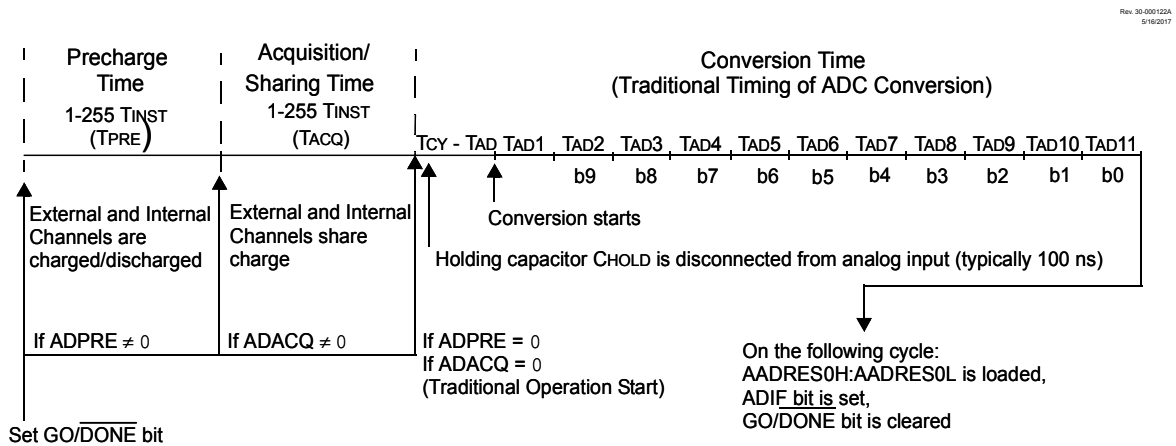 Rev. 30-000122A
5/16/2017
Precharge
Time
1-255 TINST
(TPRE)
Acquisition/
Sharing Time
1-255 TINST
(TACQ)
Conversion Time
(Traditional Timing of ADC Conversion)
TCY - TAD TAD1 TAD2 TAD3 TAD4 TAD5 TAD6 TAD7 TAD8 TAD9 TAD10 TAD11
b9 b8 b7 b6 b5 b4 b3 b2 b1 b0
External and Internal
Channels are
charged/discharged
External and Internal
Channels share
charge
Conversion starts
Holding capacitor CHOLD is disconnected from analog input (typically 100 ns)
If ADPRE ≠ 0
If ADACQ ≠ 0
If ADPRE = 0
If ADACQ = 0
(Traditional Operation Start)
On the following cycle:
AADRES0H:AADRES0L is loaded,
ADIF bit is set,
GO/DONE bit is cleared
Set GO/DONE bit